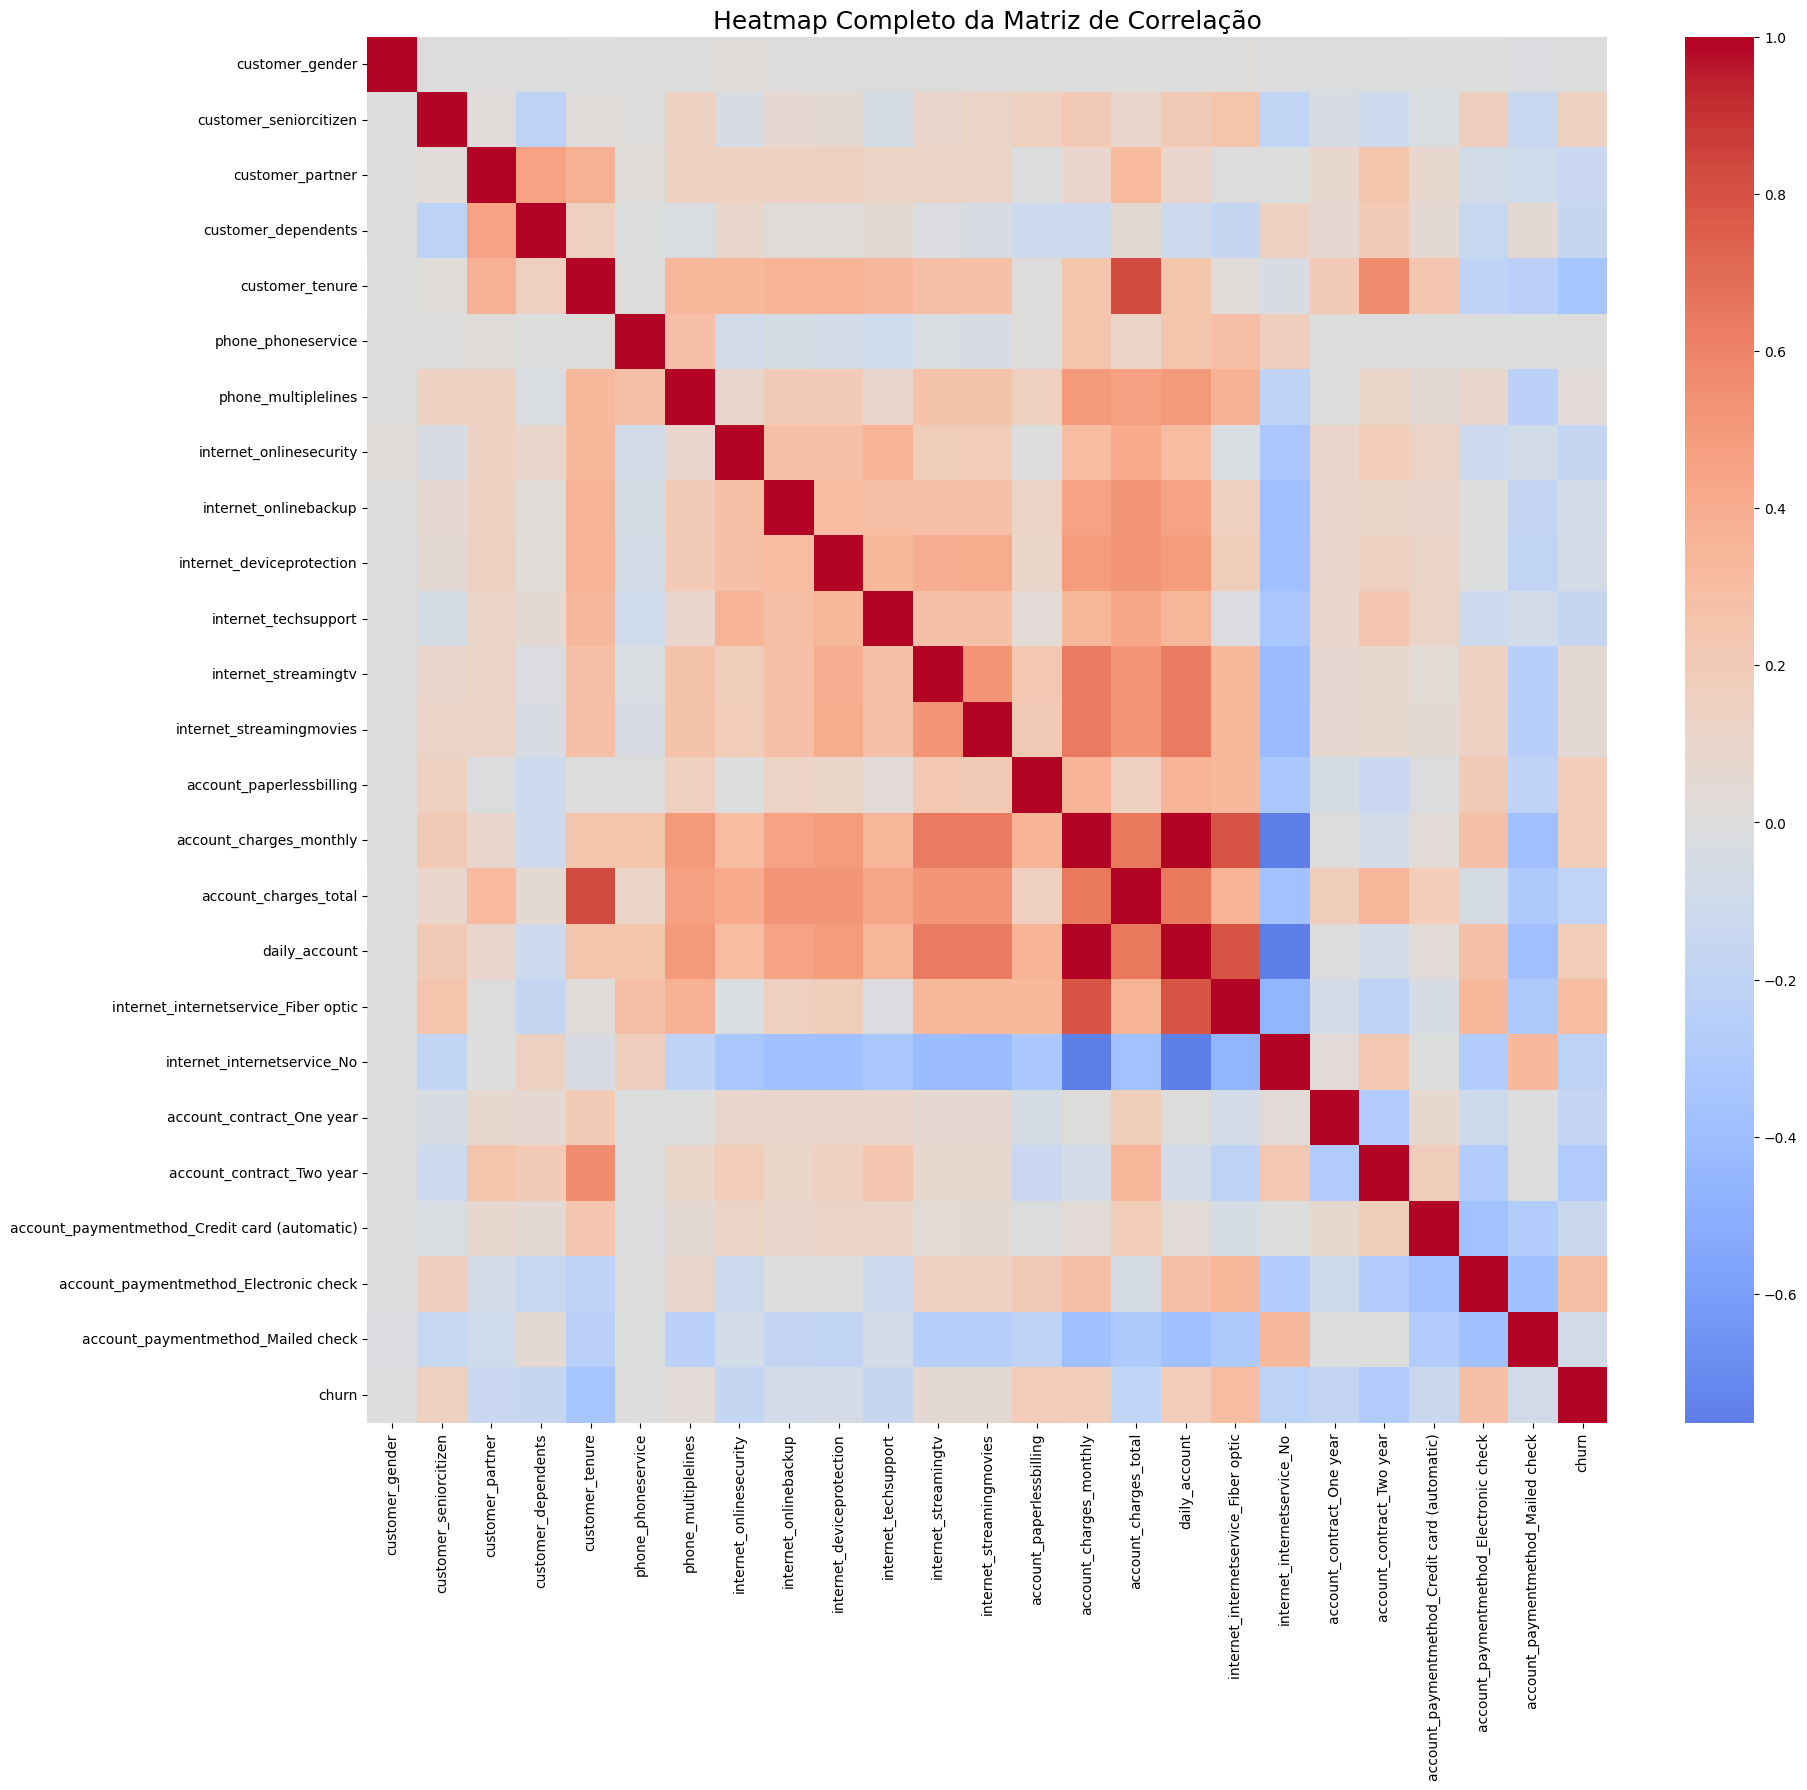 Heatmap Completo da Matriz de Correlação
customer_gender
customer_seniorcitizen
customer_partner
customer_dependents
customer_tenure
phone_phoneservice
phone_multiplelines
internet_onlinesecurity
internet_onlinebackup
internet_deviceprotection
internet_techsupport
internet_streamingtv
internet_streamingmovies
account_paperlessbilling
account_charges_monthly
account_charges_total
daily_account
internet_internetservice_Fiber optic
internet_internetservice_No
account_contract_One year
account_contract_Two year
account_paymentmethod_Credit card (automatic)
account_paymentmethod_Electronic check
account_paymentmethod_Mailed check
churn
customer_gender
customer_seniorcitizen
customer_partner
customer_dependents
customer_tenure
phone_phoneservice
phone_multiplelines
internet_onlinesecurity
internet_onlinebackup
internet_deviceprotection
internet_techsupport
internet_streamingtv
internet_streamingmovies
account_paperlessbilling
account_charges_monthly
account_charges_total
daily_account
internet_internetservice_Fiber optic
internet_internetservice_No
account_contract_One year
account_contract_Two year
account_paymentmethod_Credit card (automatic)
account_paymentmethod_Electronic check
account_paymentmethod_Mailed check
churn
1.0
0.8
0.6
0.4
0.2
0.0
−0.2
−0.4
−0.6